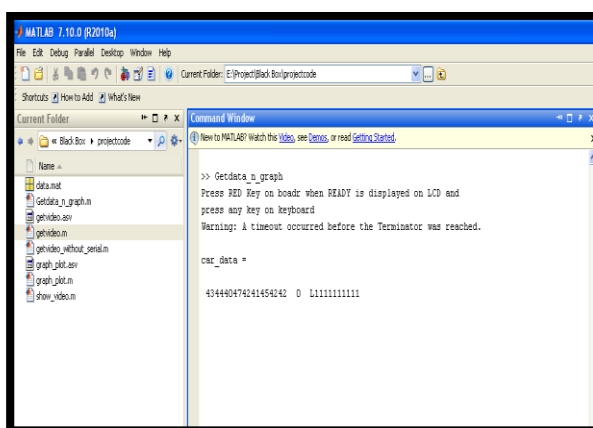 MATLAB 7.10.0 (R2010a)
File Edit Debug Parallel Desktop Window Help
Current Folder: E:\Project\Black Box\projectcode
Shortcuts How to Add What's New
Current Folder
Command Window
« Black Box projectcode
New to MATLAB? Watch this Video, see Demos, or read Getting Started.
Name
data.mat
Getdata_n_graph.m
getvideo.asv
getvideo.m
getvideo_without_serial.m
graph_plot.asv
graph_plot.m
show_video.m
>> Getdata_n_graph
Press RED Key on boadr when READY is displayed on LCD and
press any key on keyboard
Warning: A timeout occurred before the Terminator was reached.
car_data =
434440474241454242 0 L1111111111